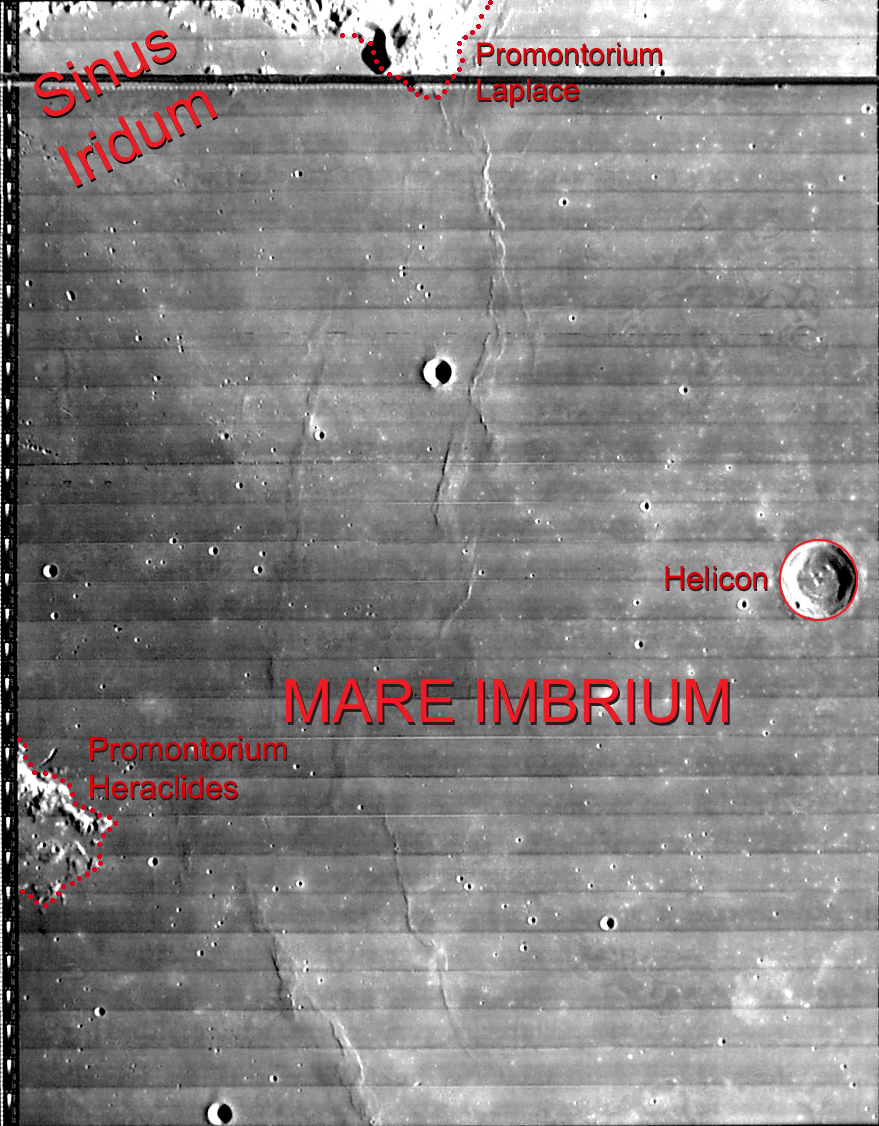 Sinus
Iridum
Promontorium
Laplace
Helicon
MARE IMBRIUM
Promontorium
Heraclides